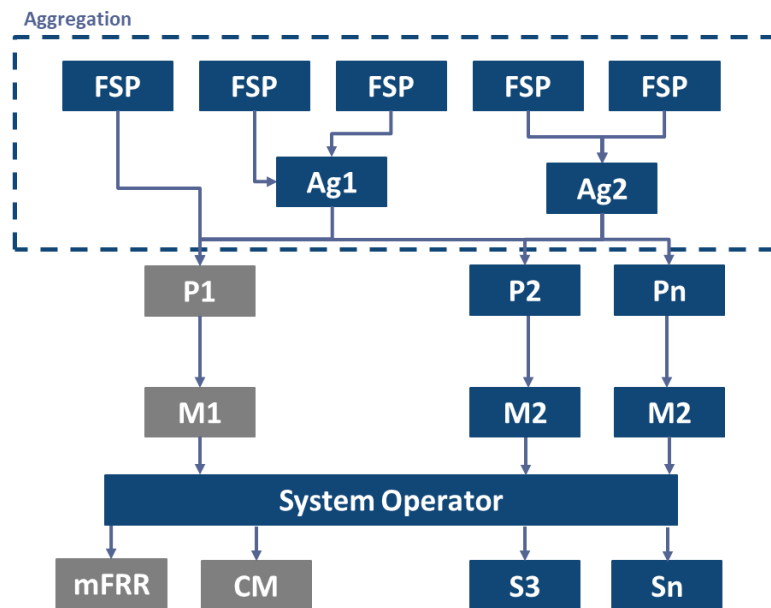 Aggregation
FSP FSP FSP FSP FSP
Ag1
Ag2
P1 P2 Pn
M1 M2 M2
System Operator
mFRR CM S3 Sn